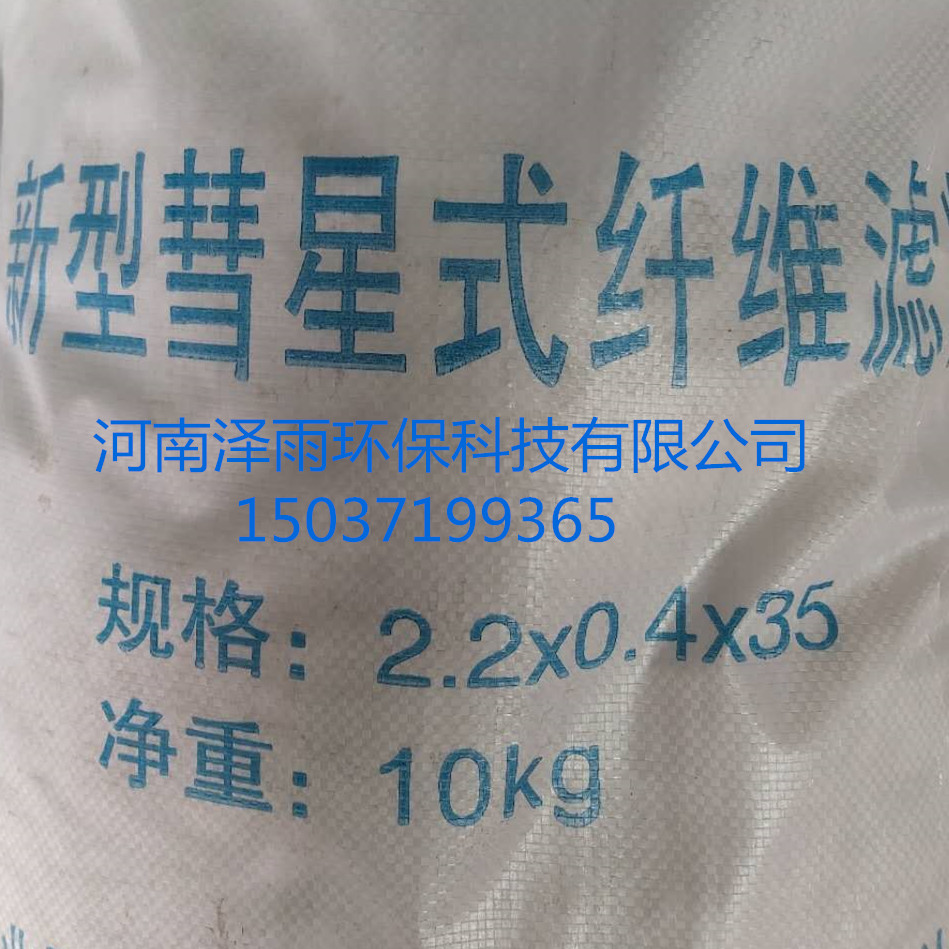 新型彗星式纤维滤
河南泽雨环保科技有限公司
15037199365
规格：2.2x0.4x35
净重：10kg